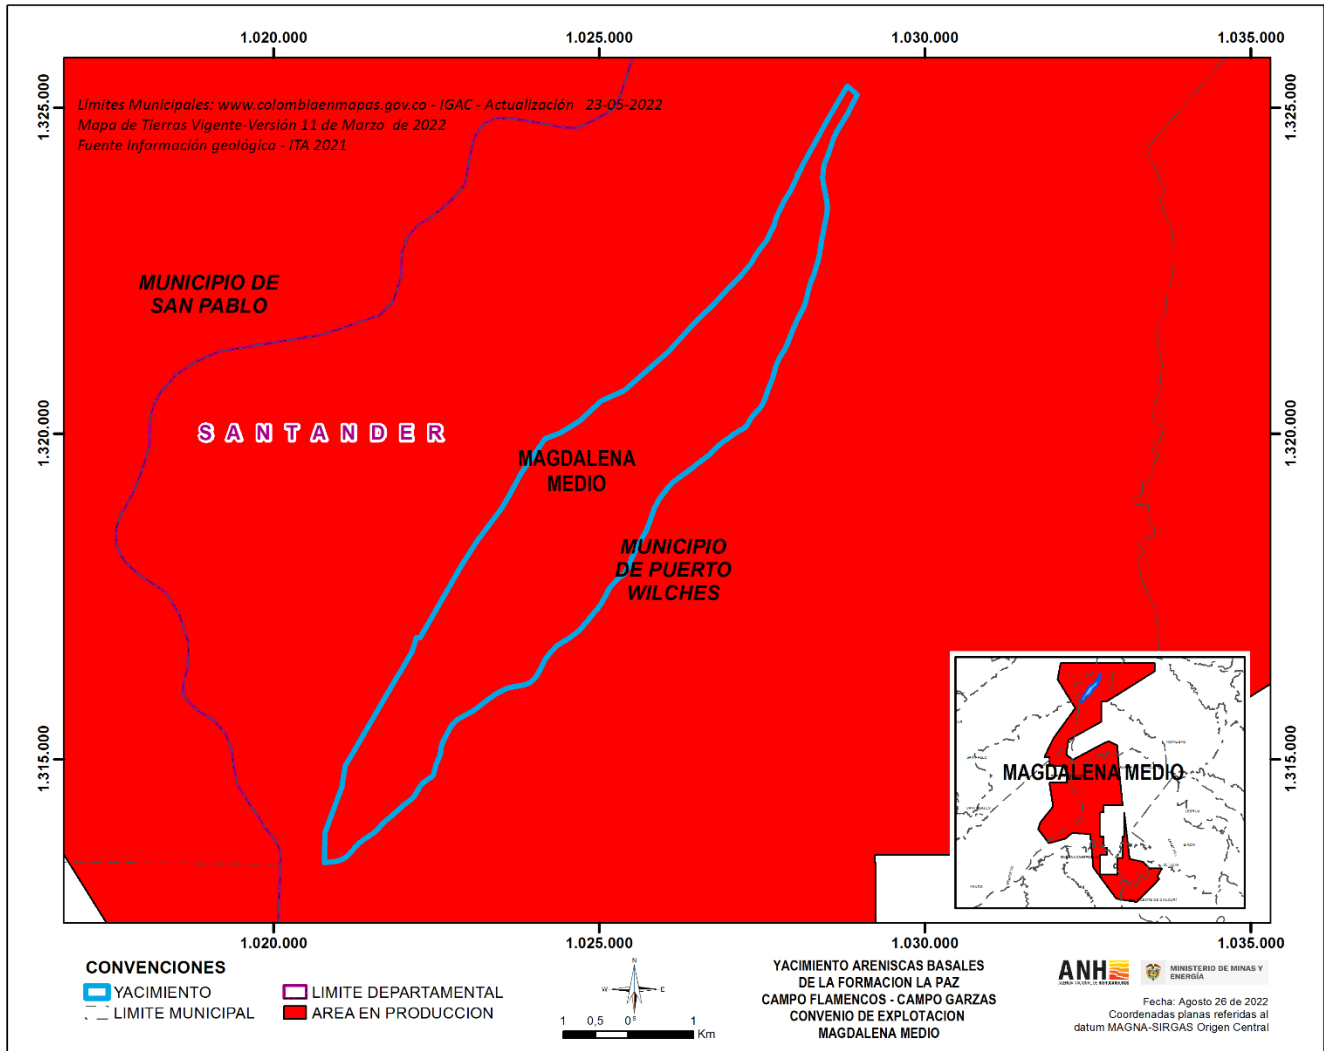 1.020.000
1.025.000
1.030.000
1.035.000
1.325.000
1.325.000
Limites Municipales: www.colombiaenmapas.gov.co - IGAC - Actualización 23-05-2022
Mapa de Tierras Vigente-Versión 11 de Marzo de 2022
Fuente Información geológica - ITA 2021
MUNICIPIO DE
SAN PABLO
SANTANDER
1.320.000
1.320.000
MAGDALENA
MEDIO
MUNICIPIO
DE PUERTO
WILCHES
1.315.000
1.315.000
MAGDALENA MEDIO
1.020.000
1.025.000
1.030.000
1.035.000
CONVENCIONES
YACIMIENTO
LIMITE DEPARTAMENTAL
LIMITE MUNICIPAL
AREA EN PRODUCCION
N
W
E
S
1 0,5 0 1
Km
YACIMIENTO ARENISCAS BASALES
DE LA FORMACION LA PAZ
CAMPO FLAMENCOS - CAMPO GARZAS
CONVENIO DE EXPLOTACION
MAGDALENA MEDIO
ANH
AGENCIA NACIONAL DE HIDROCARBUROS
MINISTERIO DE MINAS Y
ENERGÍA
Fecha: Agosto 26 de 2022
Coordenadas planas referidas al
datum MAGNA-SIRGAS Origen Central